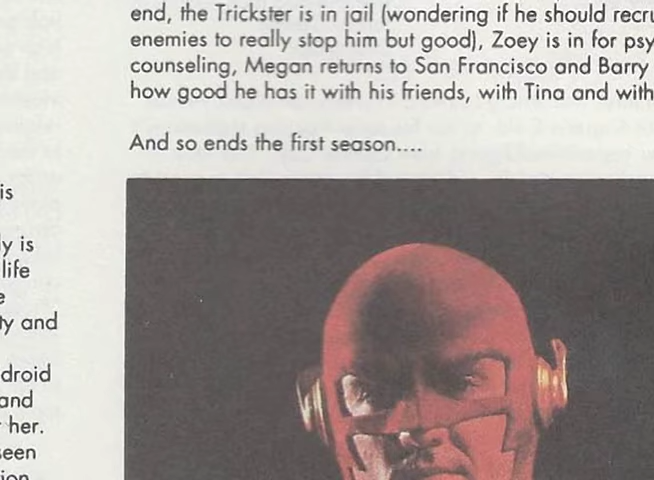 end, the Trickster is in jail (wondering if he should recru
enemies to really stop him but good), Zoey is in for psy
counseling, Megan returns to San Francisco and Barry
how good he has it with his friends, with Tina and with
And so ends the first season....
is
ly is
life
e
ty and
droid
and
her.
seen
tion